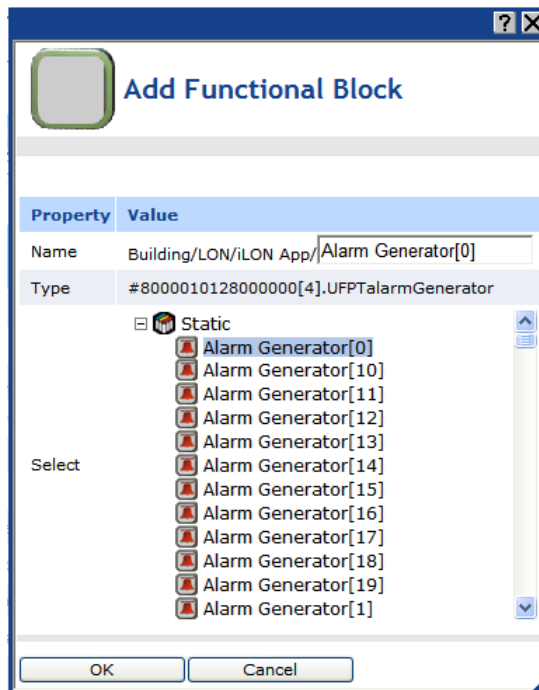 Add Functional Block
Property Value
Name Building/LON/iLON App/Alarm Generator[0]
Type #8000010128000000[4].UFPTalarmGenerator
Static
Alarm Generator[0]
Alarm Generator[10]
Alarm Generator[11]
Alarm Generator[12]
Alarm Generator[13]
Select Alarm Generator[14]
Alarm Generator[15]
Alarm Generator[16]
Alarm Generator[17]
Alarm Generator[18]
Alarm Generator[19]
Alarm Generator[1]
OK Cancel